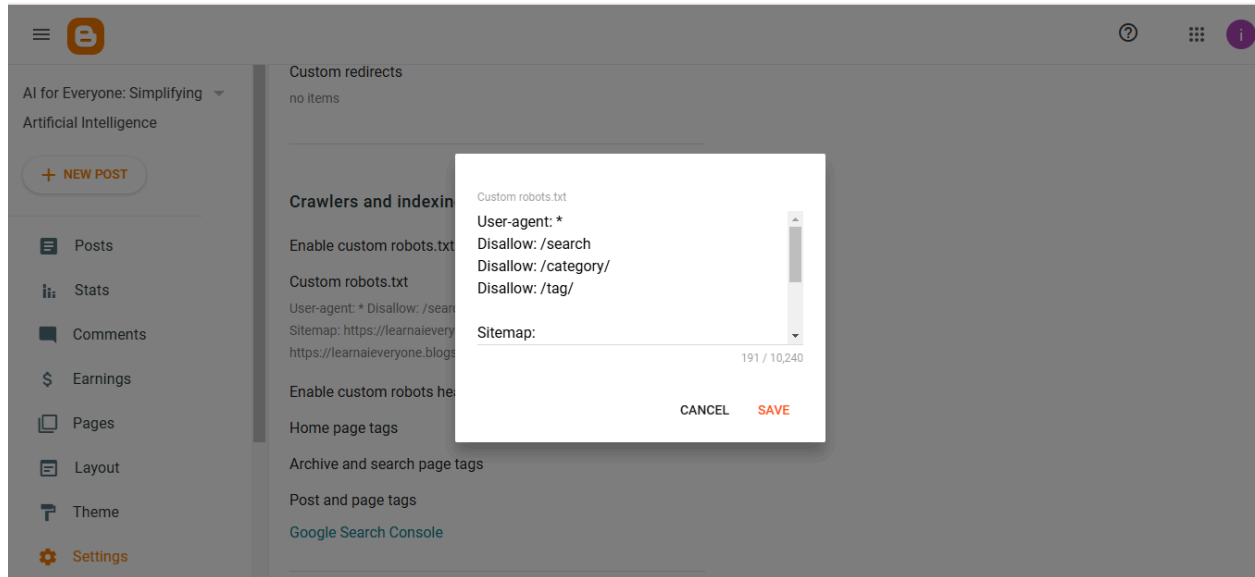 i
AI for Everyone: Simplifying
Artificial Intelligence
+ NEW POST
Posts
Stats
Comments
Earnings
Pages
Layout
Theme
Settings
Custom redirects
no items
Crawlers and indexin
Enable custom robots.txt
Custom robots.txt
User-agent: * Disallow: /sear
Sitemap: https://learnaievery
https://learnaieveryone.blogs
Enable custom robots he
Home page tags
Archive and search page tags
Post and page tags
Google Search Console
Custom robots.txt
User-agent: *
Disallow: /search
Disallow: /category/
Disallow: /tag/
Sitemap:
191 / 10,240
CANCEL SAVE